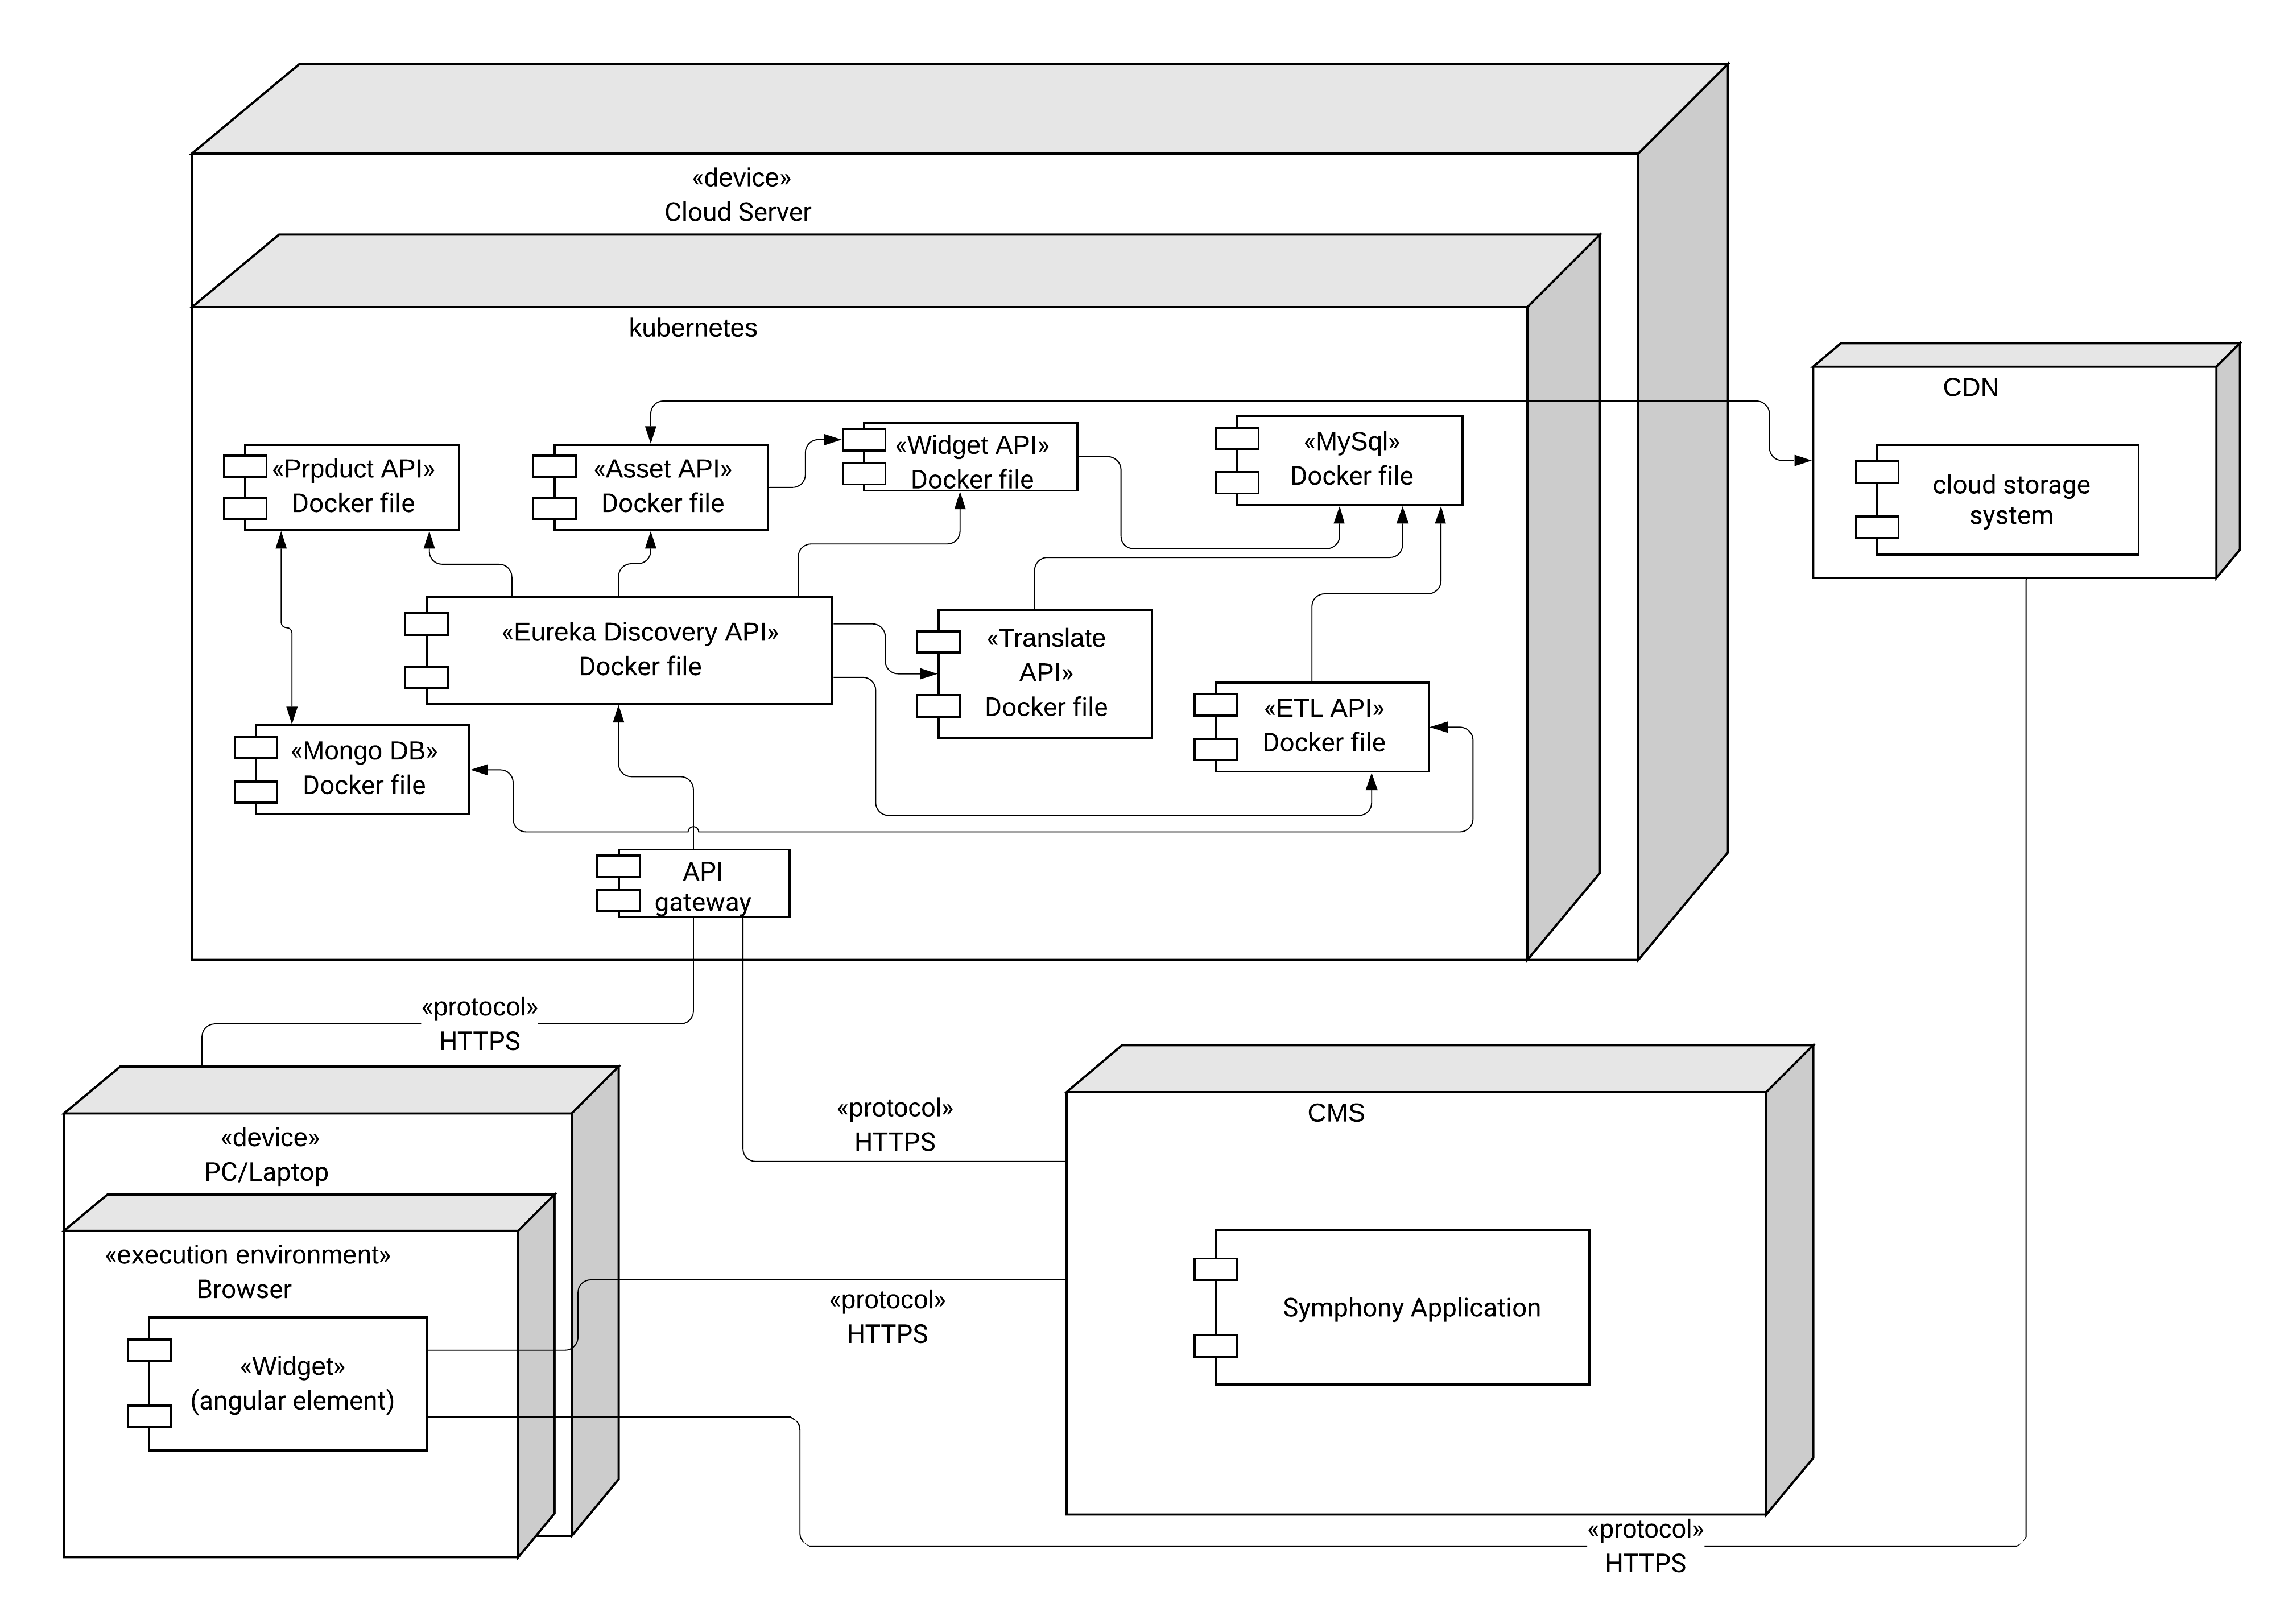 «device»
Cloud Server
kubernetes
CDN
«Prpduct API»
Docker file
«Asset API»
Docker file
«Widget API»
Docker file
«MySql»
Docker file
cloud storage
system
«Eureka Discovery API»
Docker file
«Translate
API»
Docker file
«ETL API»
Docker file
«Mongo DB»
Docker file
API
gateway
«protocol»
HTTPS
«protocol»
HTTPS
CMS
«device»
PC/Laptop
«execution environment»
Browser
«protocol»
HTTPS
Symphony Application
«Widget»
(angular element)
«protocol»
HTTPS